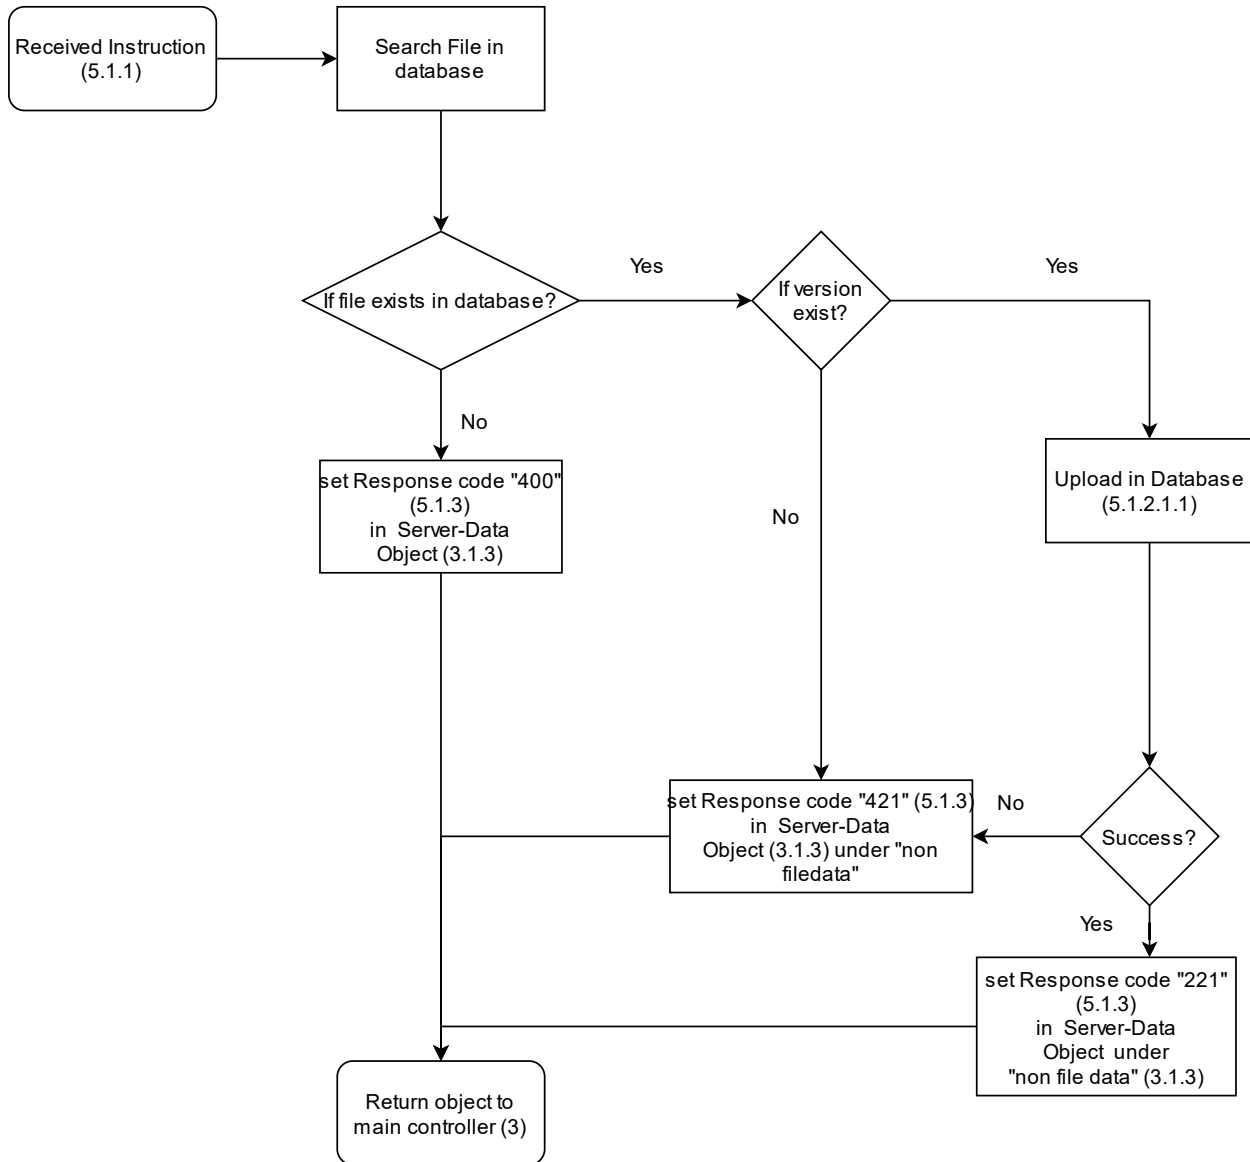 Received Instruction
(5.1.1)
Search File in
database
If file exists in database?
Yes
If version
exist?
Yes
No
set Response code "400"
(5.1.3)
in Server-Data
Object (3.1.3)
No
Upload in Database
(5.1.2.1.1)
set Response code "421" (5.1.3)
in Server-Data
Object (3.1.3) under "non
filedata"
No
Success?
Yes
set Response code "221"
(5.1.3)
in Server-Data
Object under
"non file data" (3.1.3)
Return object to
main controller (3)